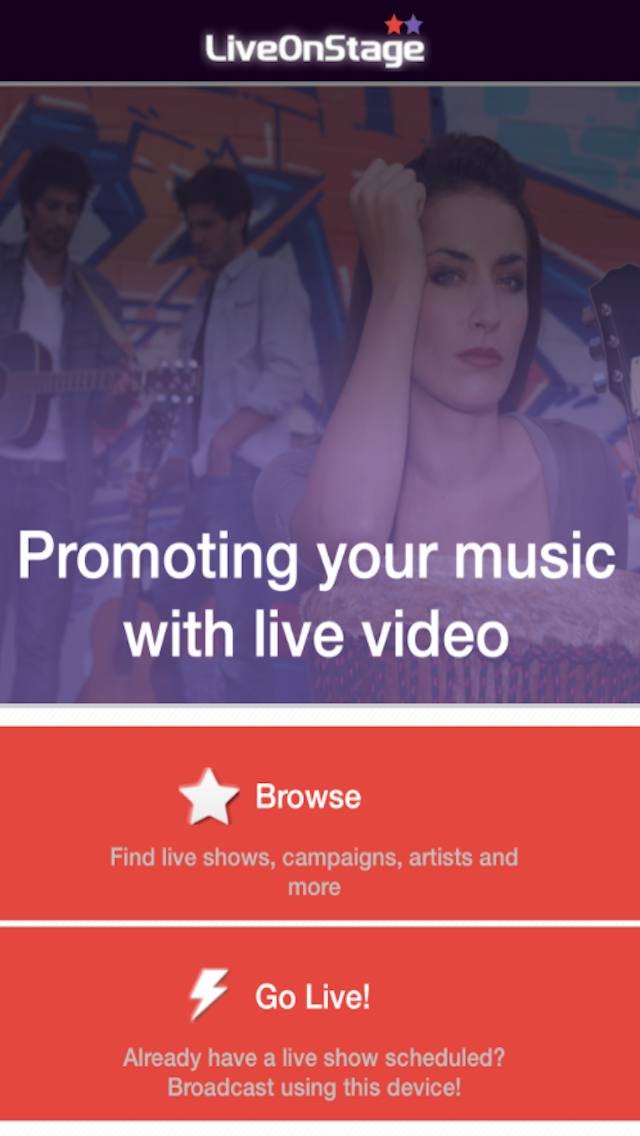 LiveOnStage
Promoting your music
with live video
Browse
Find live shows, campaigns, artists and
more
Go Live!
Already have a live show scheduled?
Broadcast using this device!